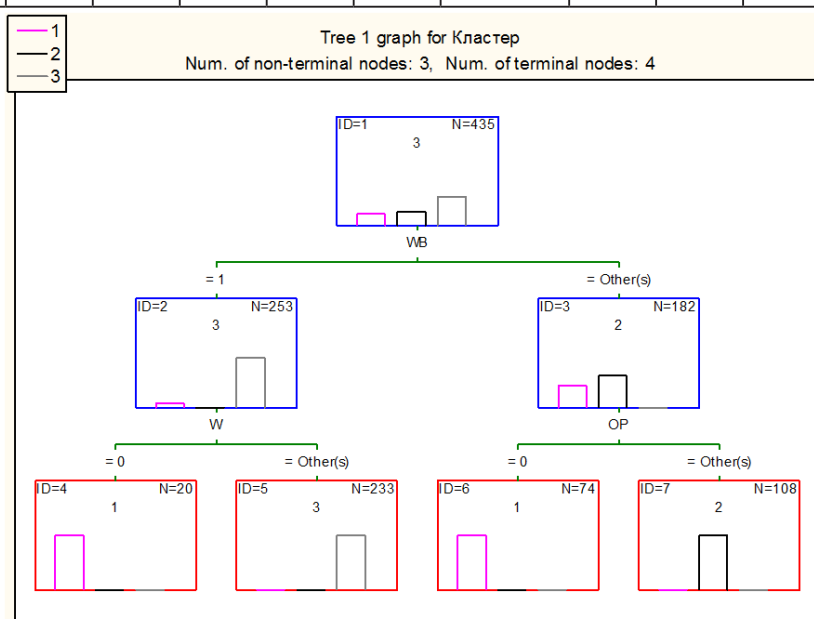 1
2
3
Tree 1 graph for Кластер
Num. of non-terminal nodes: 3, Num. of terminal nodes: 4
ID=1 N=435
3
WB
= 1 = Other(s)
ID=2 N=253 ID=3 N=182
3 2
W OP
= 0 = Other(s) = 0 = Other(s)
ID=4 N=20 ID=5 N=233 ID=6 N=74 ID=7 N=108
1 3 1 2